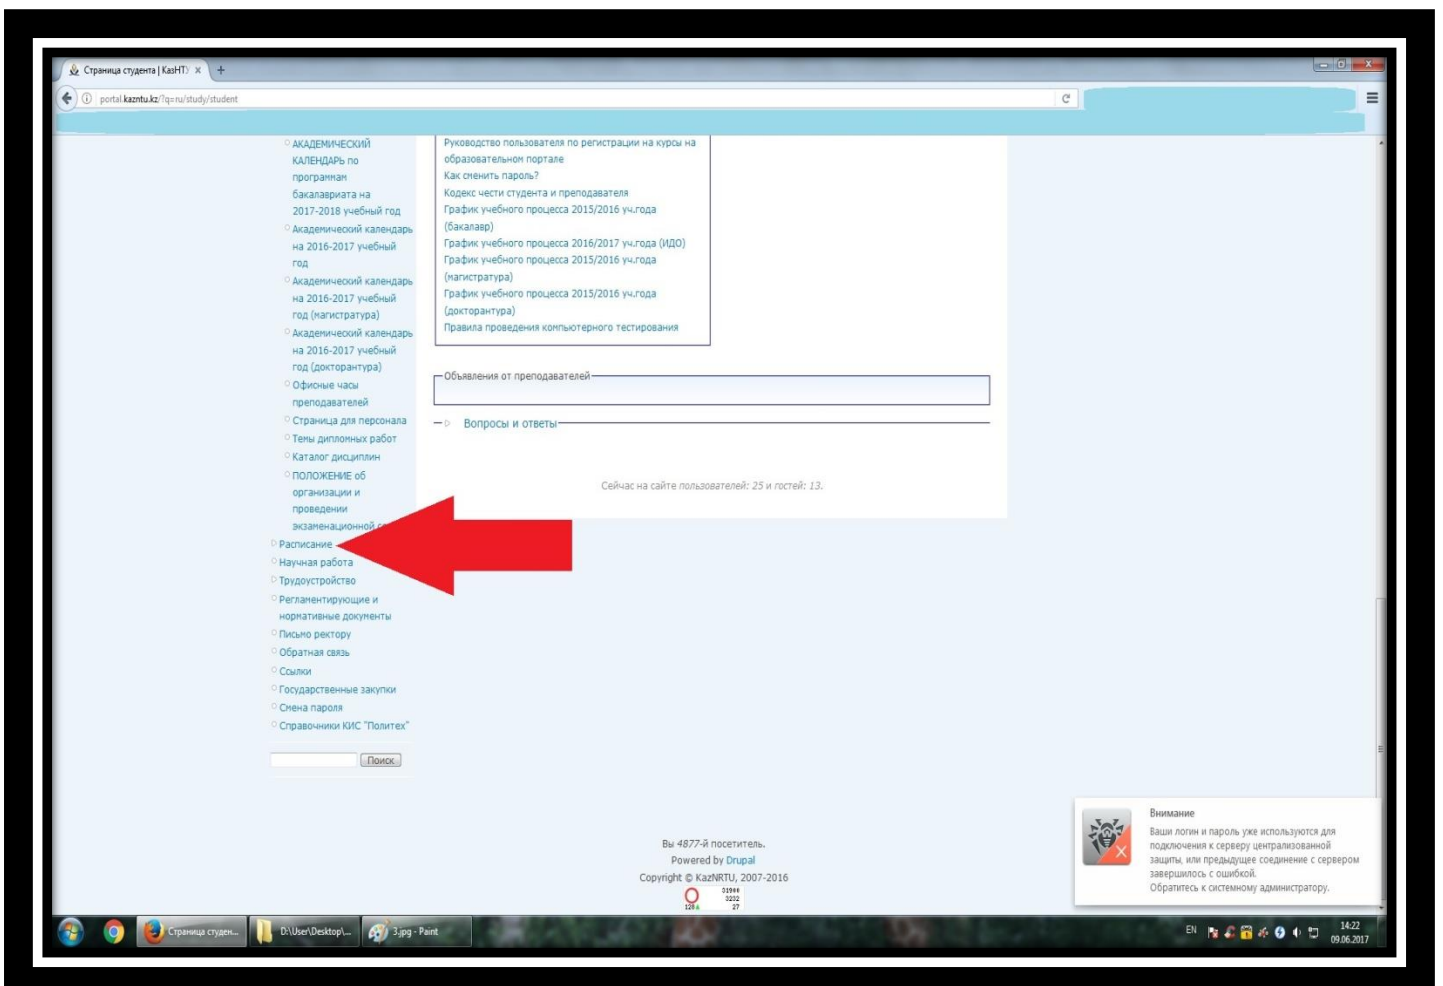 Страница студента | КазНТУ
portal.kazntu.kz/?q=ru/study/student
АКАДЕМИЧЕСКИЙ
КАЛЕНДАРЬ по
программам
бакалавриата на
2017-2018 учебный год
Академический календарь
на 2016-2017 учебный
год
Академический календарь
на 2016-2017 учебный
год (магистратура)
Академический календарь
на 2016-2017 учебный
год (докторантура)
Офисные часы
преподавателей
Страница для персонала
Темы дипломных работ
Каталог дисциплин
ПОЛОЖЕНИЕ об
организации и
проведении
экзаменационной
Расписание
Научная работа
Трудоустройство
Регламентирующие и
нормативные документы
Письмо ректору
Обратная связь
Ссылки
Государственные закупки
Смена пароля
Справочники КИС "Политех"
Поиск
Руководство пользователя по регистрации на курсы на
образовательном портале
Как сменить пароль?
Кодекс чести студента и преподавателя
График учебного процесса 2015/2016 уч.года
(бакалавр)
График учебного процесса 2016/2017 уч.года (ИДО)
График учебного процесса 2015/2016 уч.года
(магистратура)
График учебного процесса 2015/2016 уч.года
(докторантура)
Правила проведения компьютерного тестирования
Объявления от преподавателей
Вопросы и ответы
Сейчас на сайте пользователей: 25 и гостей: 13.
Вы 4877-й посетитель.
Powered by Drupal
Copyright © KazNRTU, 2007-2016
31946
3232
27
Внимание
Ваши логин и пароль уже используются для
подключения к серверу централизованной
защиты, или предыдущее соединение с сервером
завершилось с ошибкой.
Обратитесь к системному администратору.
Страница студен...
D:\User\Desktop\...
3.jpg - Paint
EN
14:22
09.06.2017